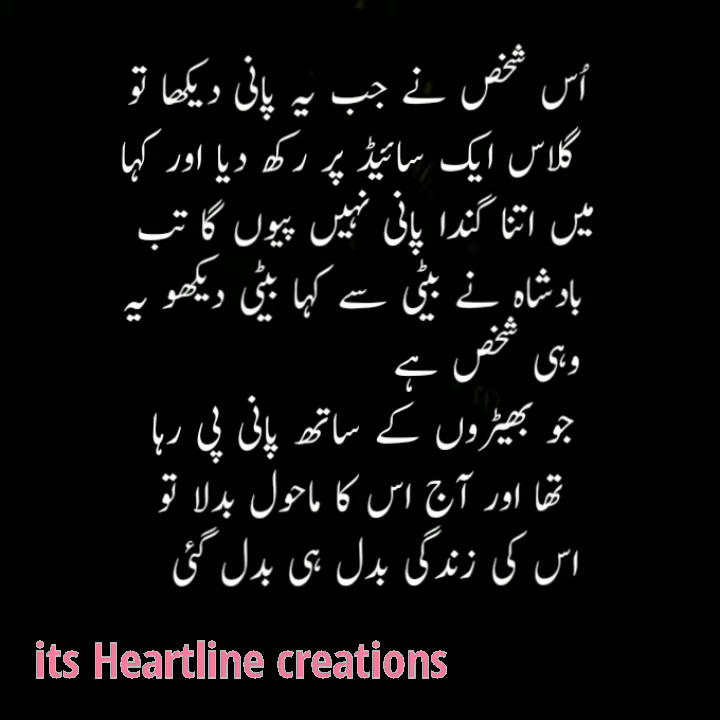 اُس شخص نے جب یہ پانی دیکھا تو
گلاس ایک سائیڈ پر رکھ دیا اور کہا
میں اتنا گندا پانی نہیں پیوں گا تب
بادشاہ نے بیٹی سے کہا بیٹی دیکھو یہ
وہی شخص ہے
جو بھیڑوں کے ساتھ پانی پی رہا
تھا اور آج اس کا ماحول بدلا تو
اس کی زندگی بدل ہی بدل گئی
its Heartline creations